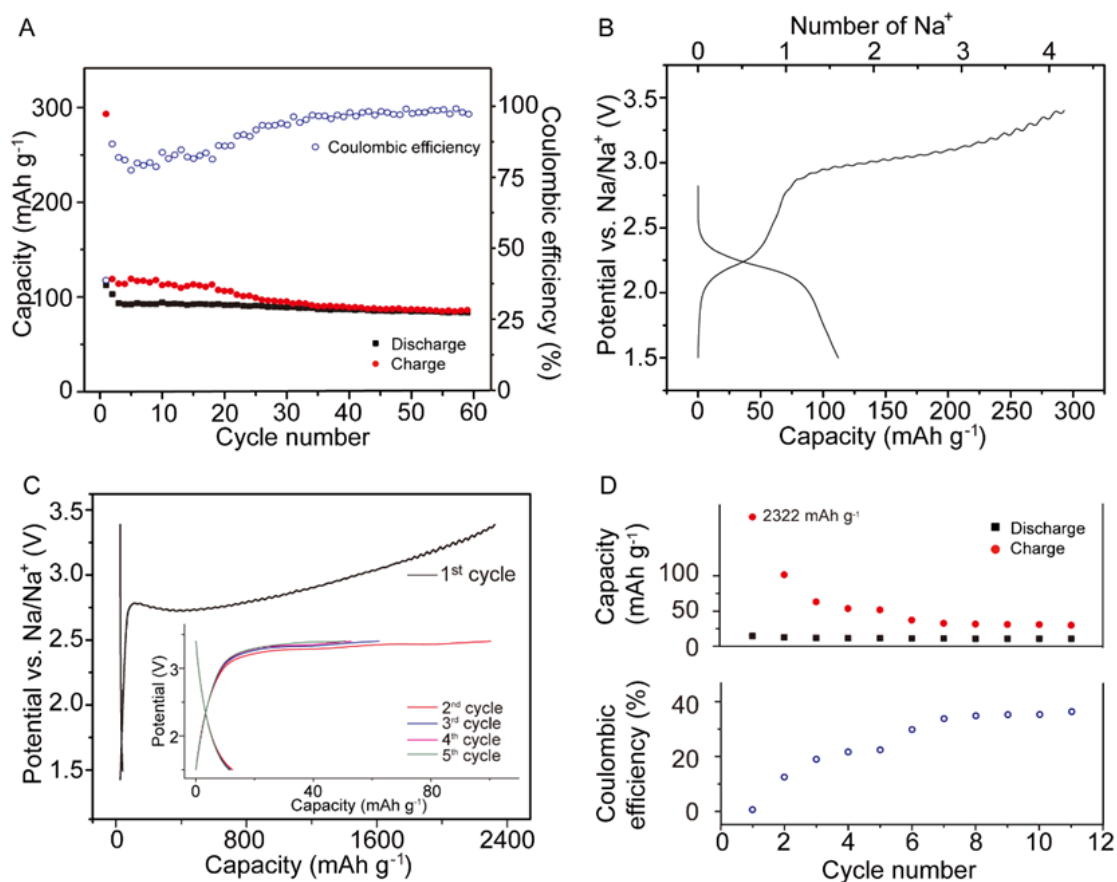 A
300
200
100
0
Capacity (mAh g⁻¹)
100
75
50
25
0
Coulombic efficiency (%)
Coulombic efficiency
Discharge
Charge
0 10 20 30 40 50 60
Cycle number
B
Number of Na⁺
0 1 2 3 4
3.5
3.0
2.5
2.0
1.5
Potential vs. Na/Na⁺ (V)
0 50 100 150 200 250 300
Capacity (mAh g⁻¹)
C
3.5
3.0
2.5
2.0
1.5
Potential vs. Na/Na⁺ (V)
1ˢᵗ cycle
3
2
Potential (V)
2ⁿᵈ cycle
3ʳᵈ cycle
4ᵗʰ cycle
5ᵗʰ cycle
0 40 80
Capacity (mAh g⁻¹)
0 800 1600 2400
Capacity (mAh g⁻¹)
D
2322 mAh g⁻¹
Discharge
Charge
100
50
0
Capacity
(mAh g⁻¹)
40
20
0
Coulombic
efficiency (%)
0 2 4 6 8 10 12
Cycle number